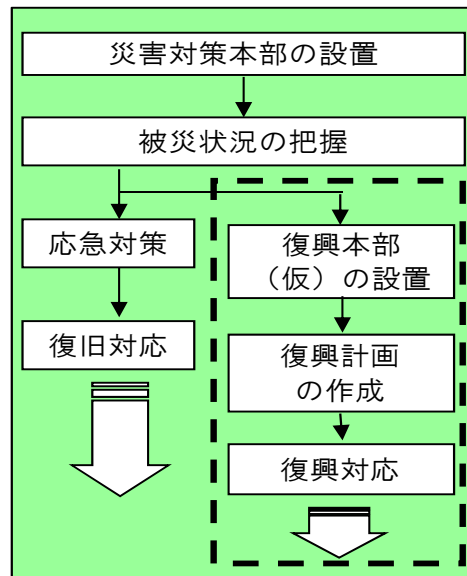 災害対策本部の設置
被災状況の把握
応急対策
復旧対応
復興本部
（仮）の設置
復興計画
の作成
復興対応